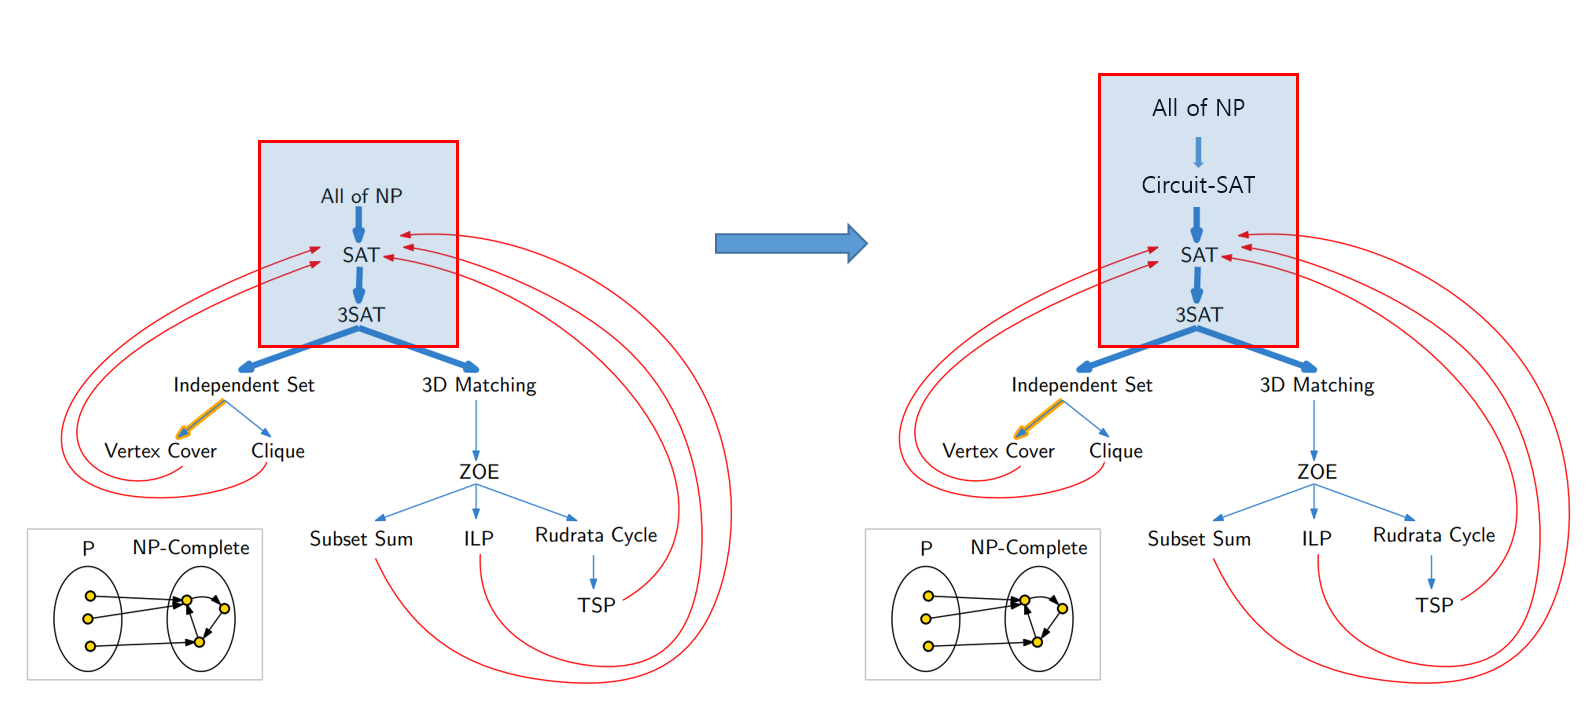 All of NP
SAT
3SAT
Independent Set
3D Matching
Vertex Cover
Clique
ZOE
Subset Sum
ILP
Rudrata Cycle
TSP
P
NP-Complete
All of NP
Circuit-SAT
SAT
3SAT
Independent Set
3D Matching
Vertex Cover
Clique
ZOE
Subset Sum
ILP
Rudrata Cycle
TSP
P
NP-Complete